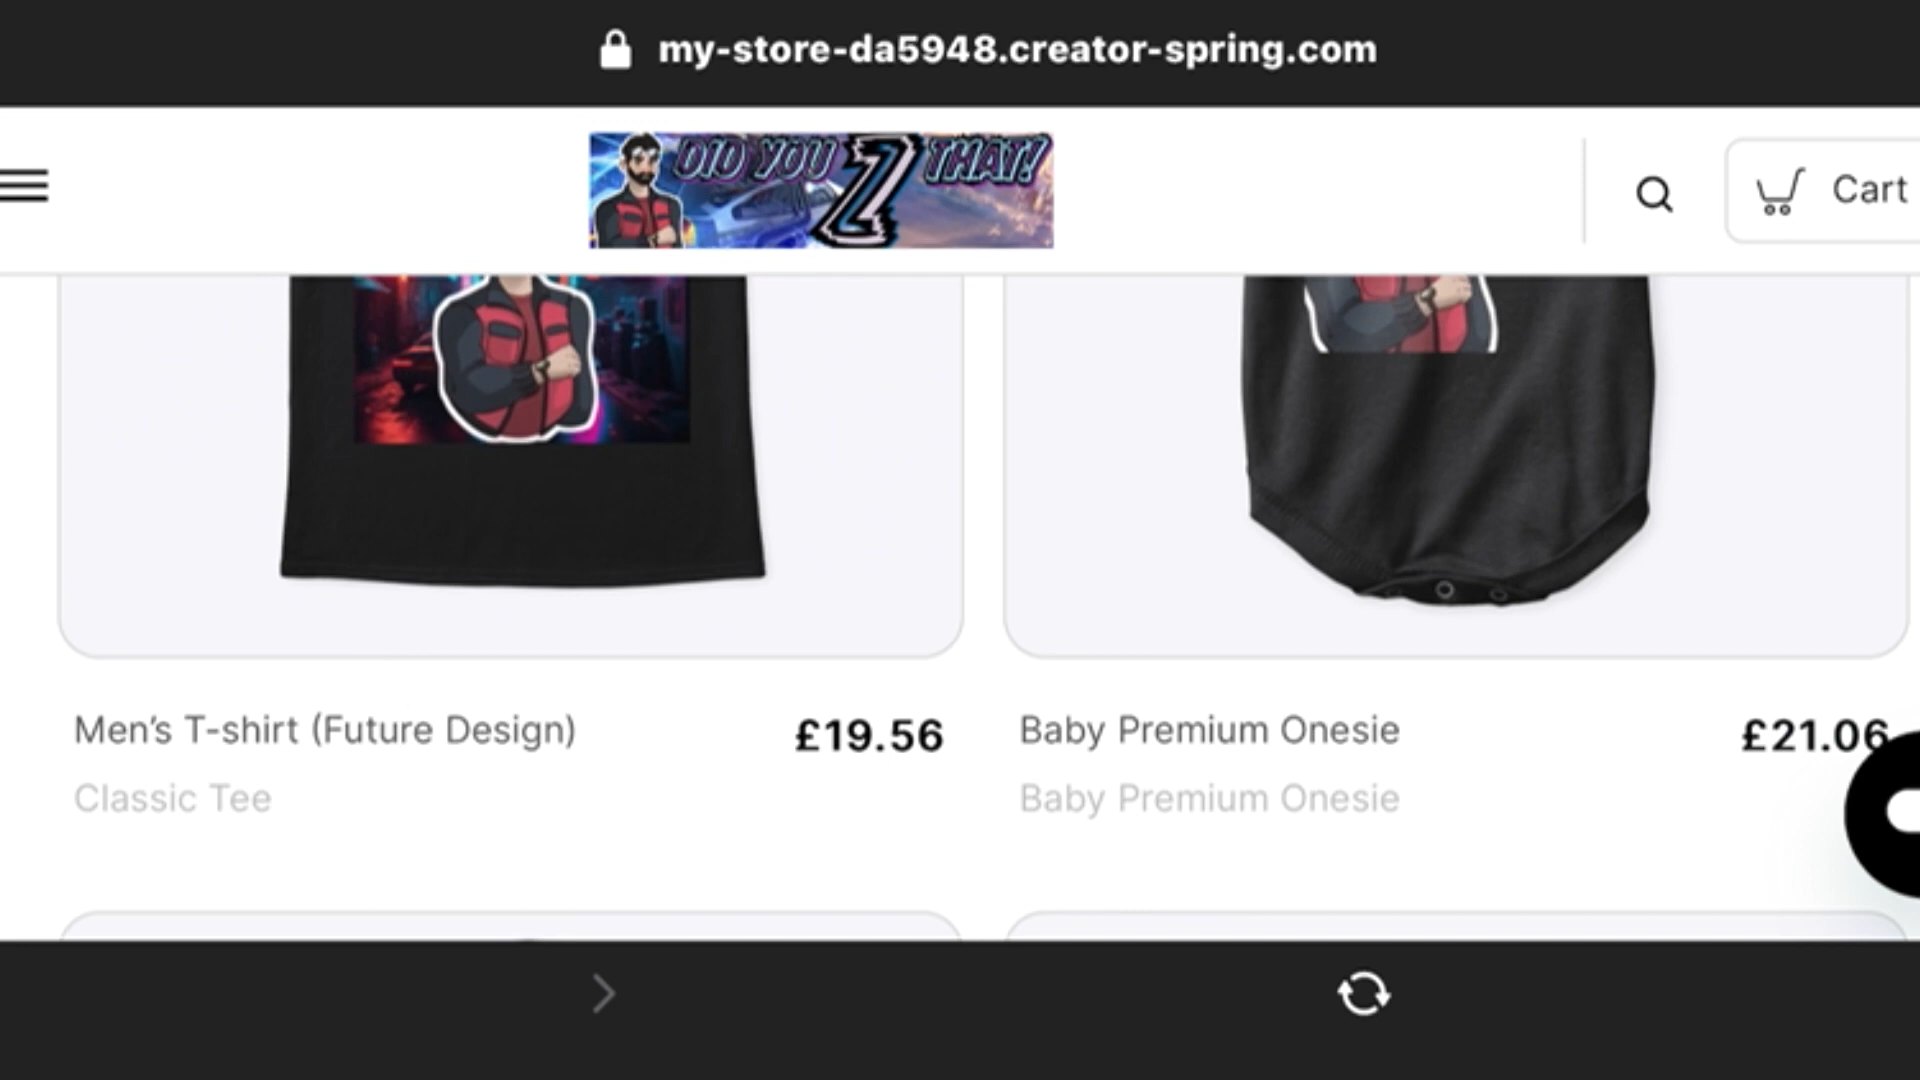 my-store-da5948.creator-spring.com
DID YOU Z THAT!
Cart
Men's T-shirt (Future Design) £19.56
Classic Tee
Baby Premium Onesie £21.06
Baby Premium Onesie